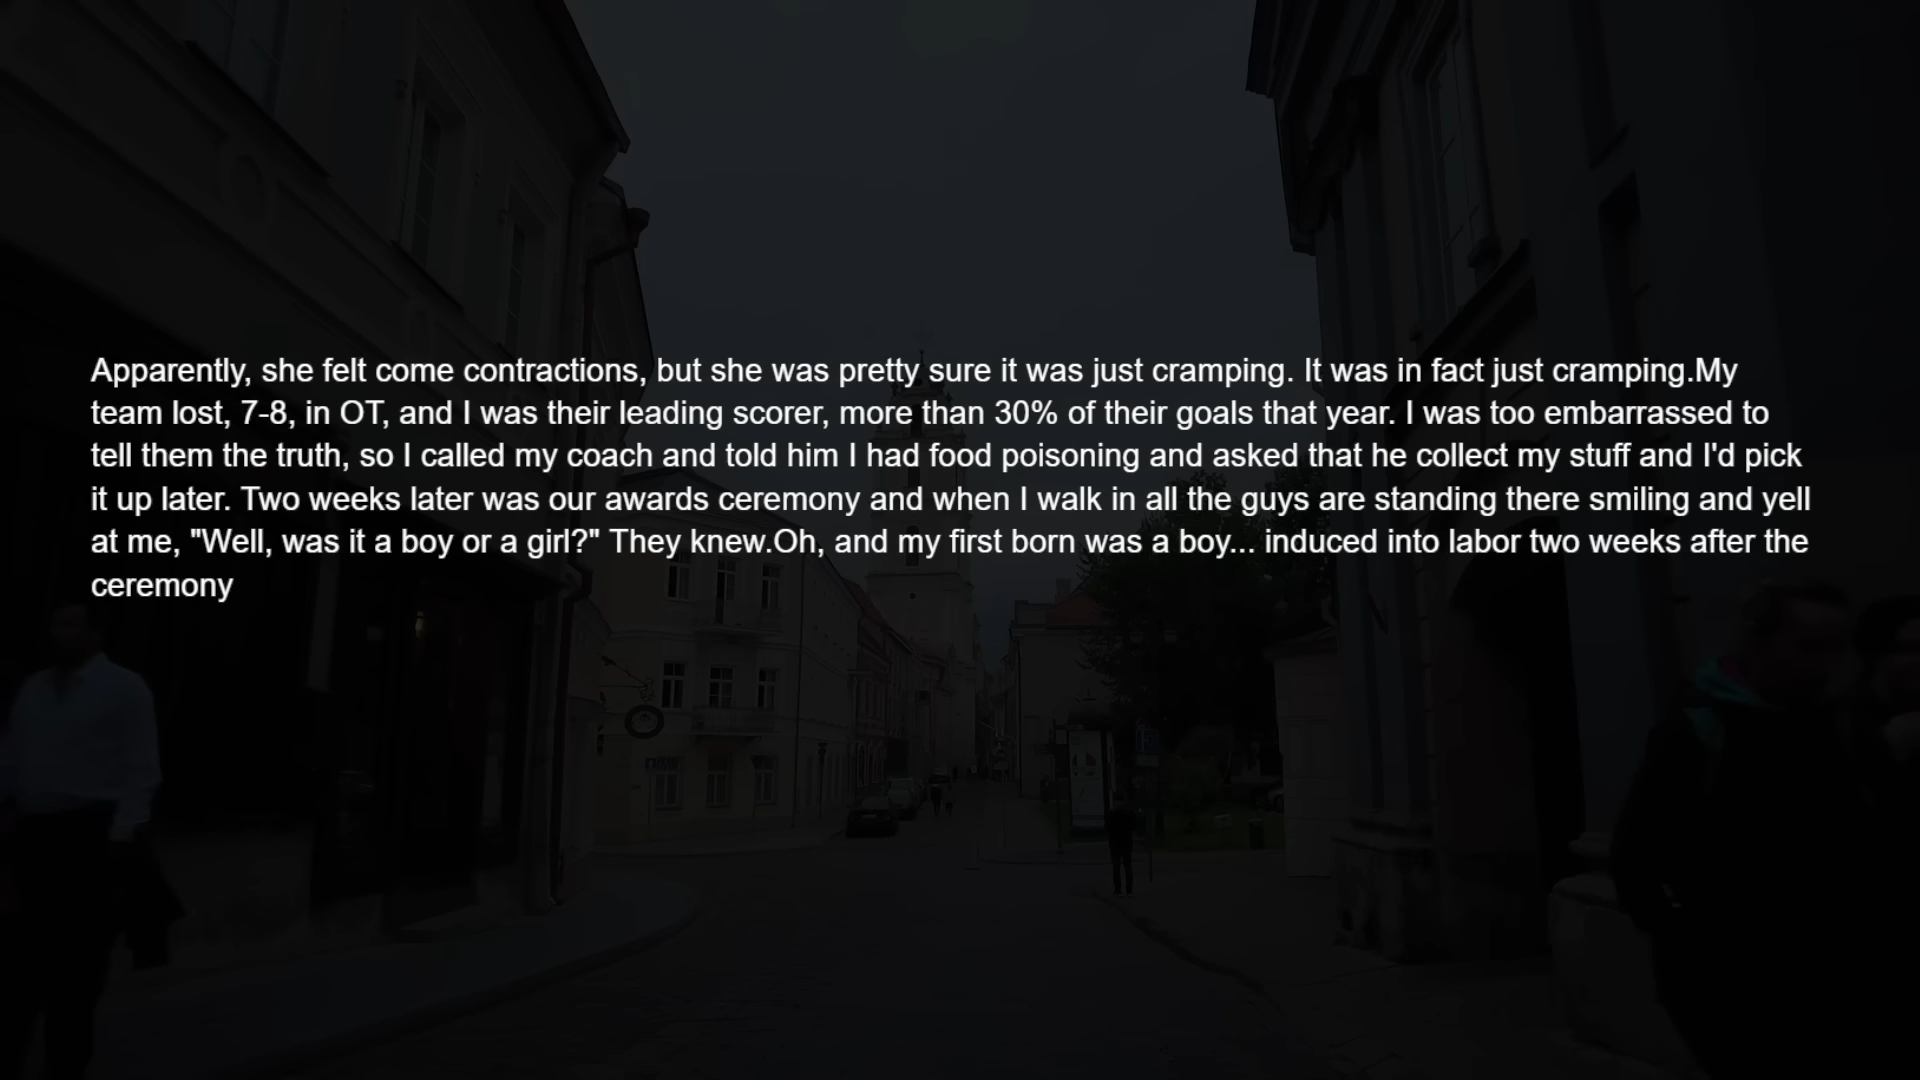 Apparently, she felt come contractions, but she was pretty sure it was just cramping. It was in fact just cramping.My
team lost, 7-8, in OT, and I was their leading scorer, more than 30% of their goals that year. I was too embarrassed to
tell them the truth, so I called my coach and told him I had food poisoning and asked that he collect my stuff and I'd pick
it up later. Two weeks later was our awards ceremony and when I walk in all the guys are standing there smiling and yell
at me, "Well, was it a boy or a girl?" They knew.Oh, and my first born was a boy... induced into labor two weeks after the
ceremony